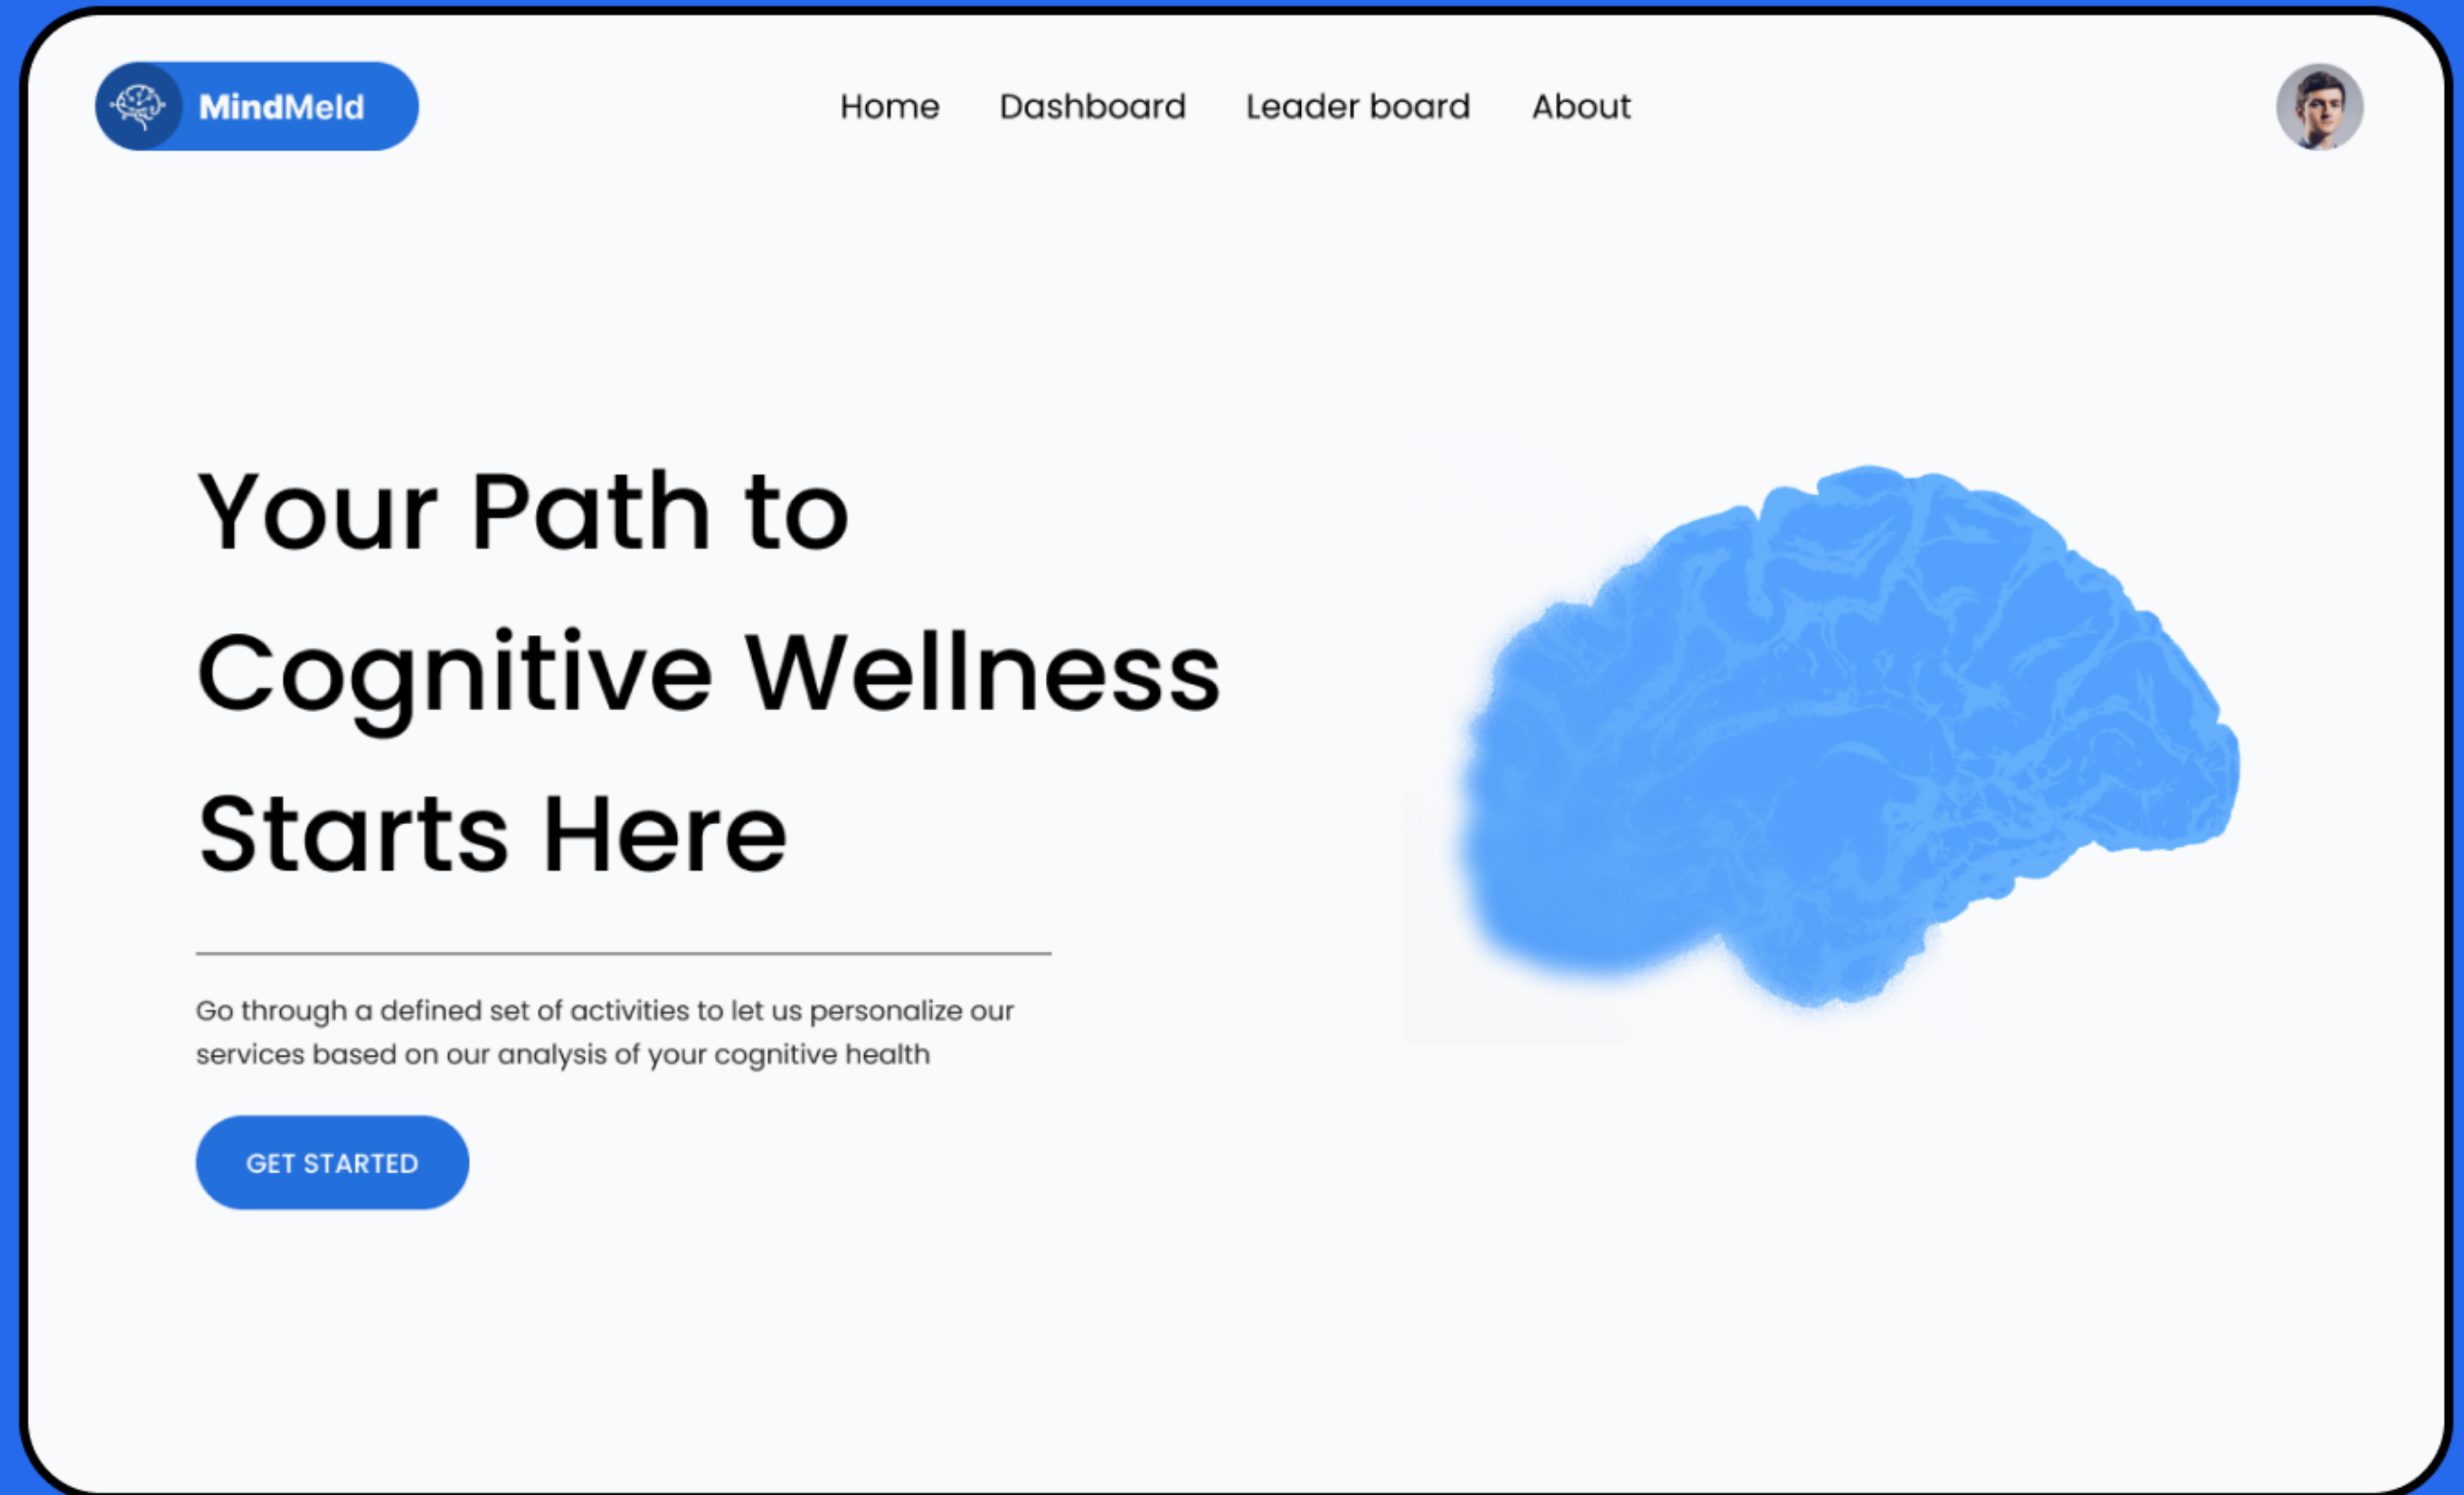 MindMeld
Home Dashboard Leader board About
Your Path to
Cognitive Wellness
Starts Here
Go through a defined set of activities to let us personalize our
services based on our analysis of your cognitive health
GET STARTED